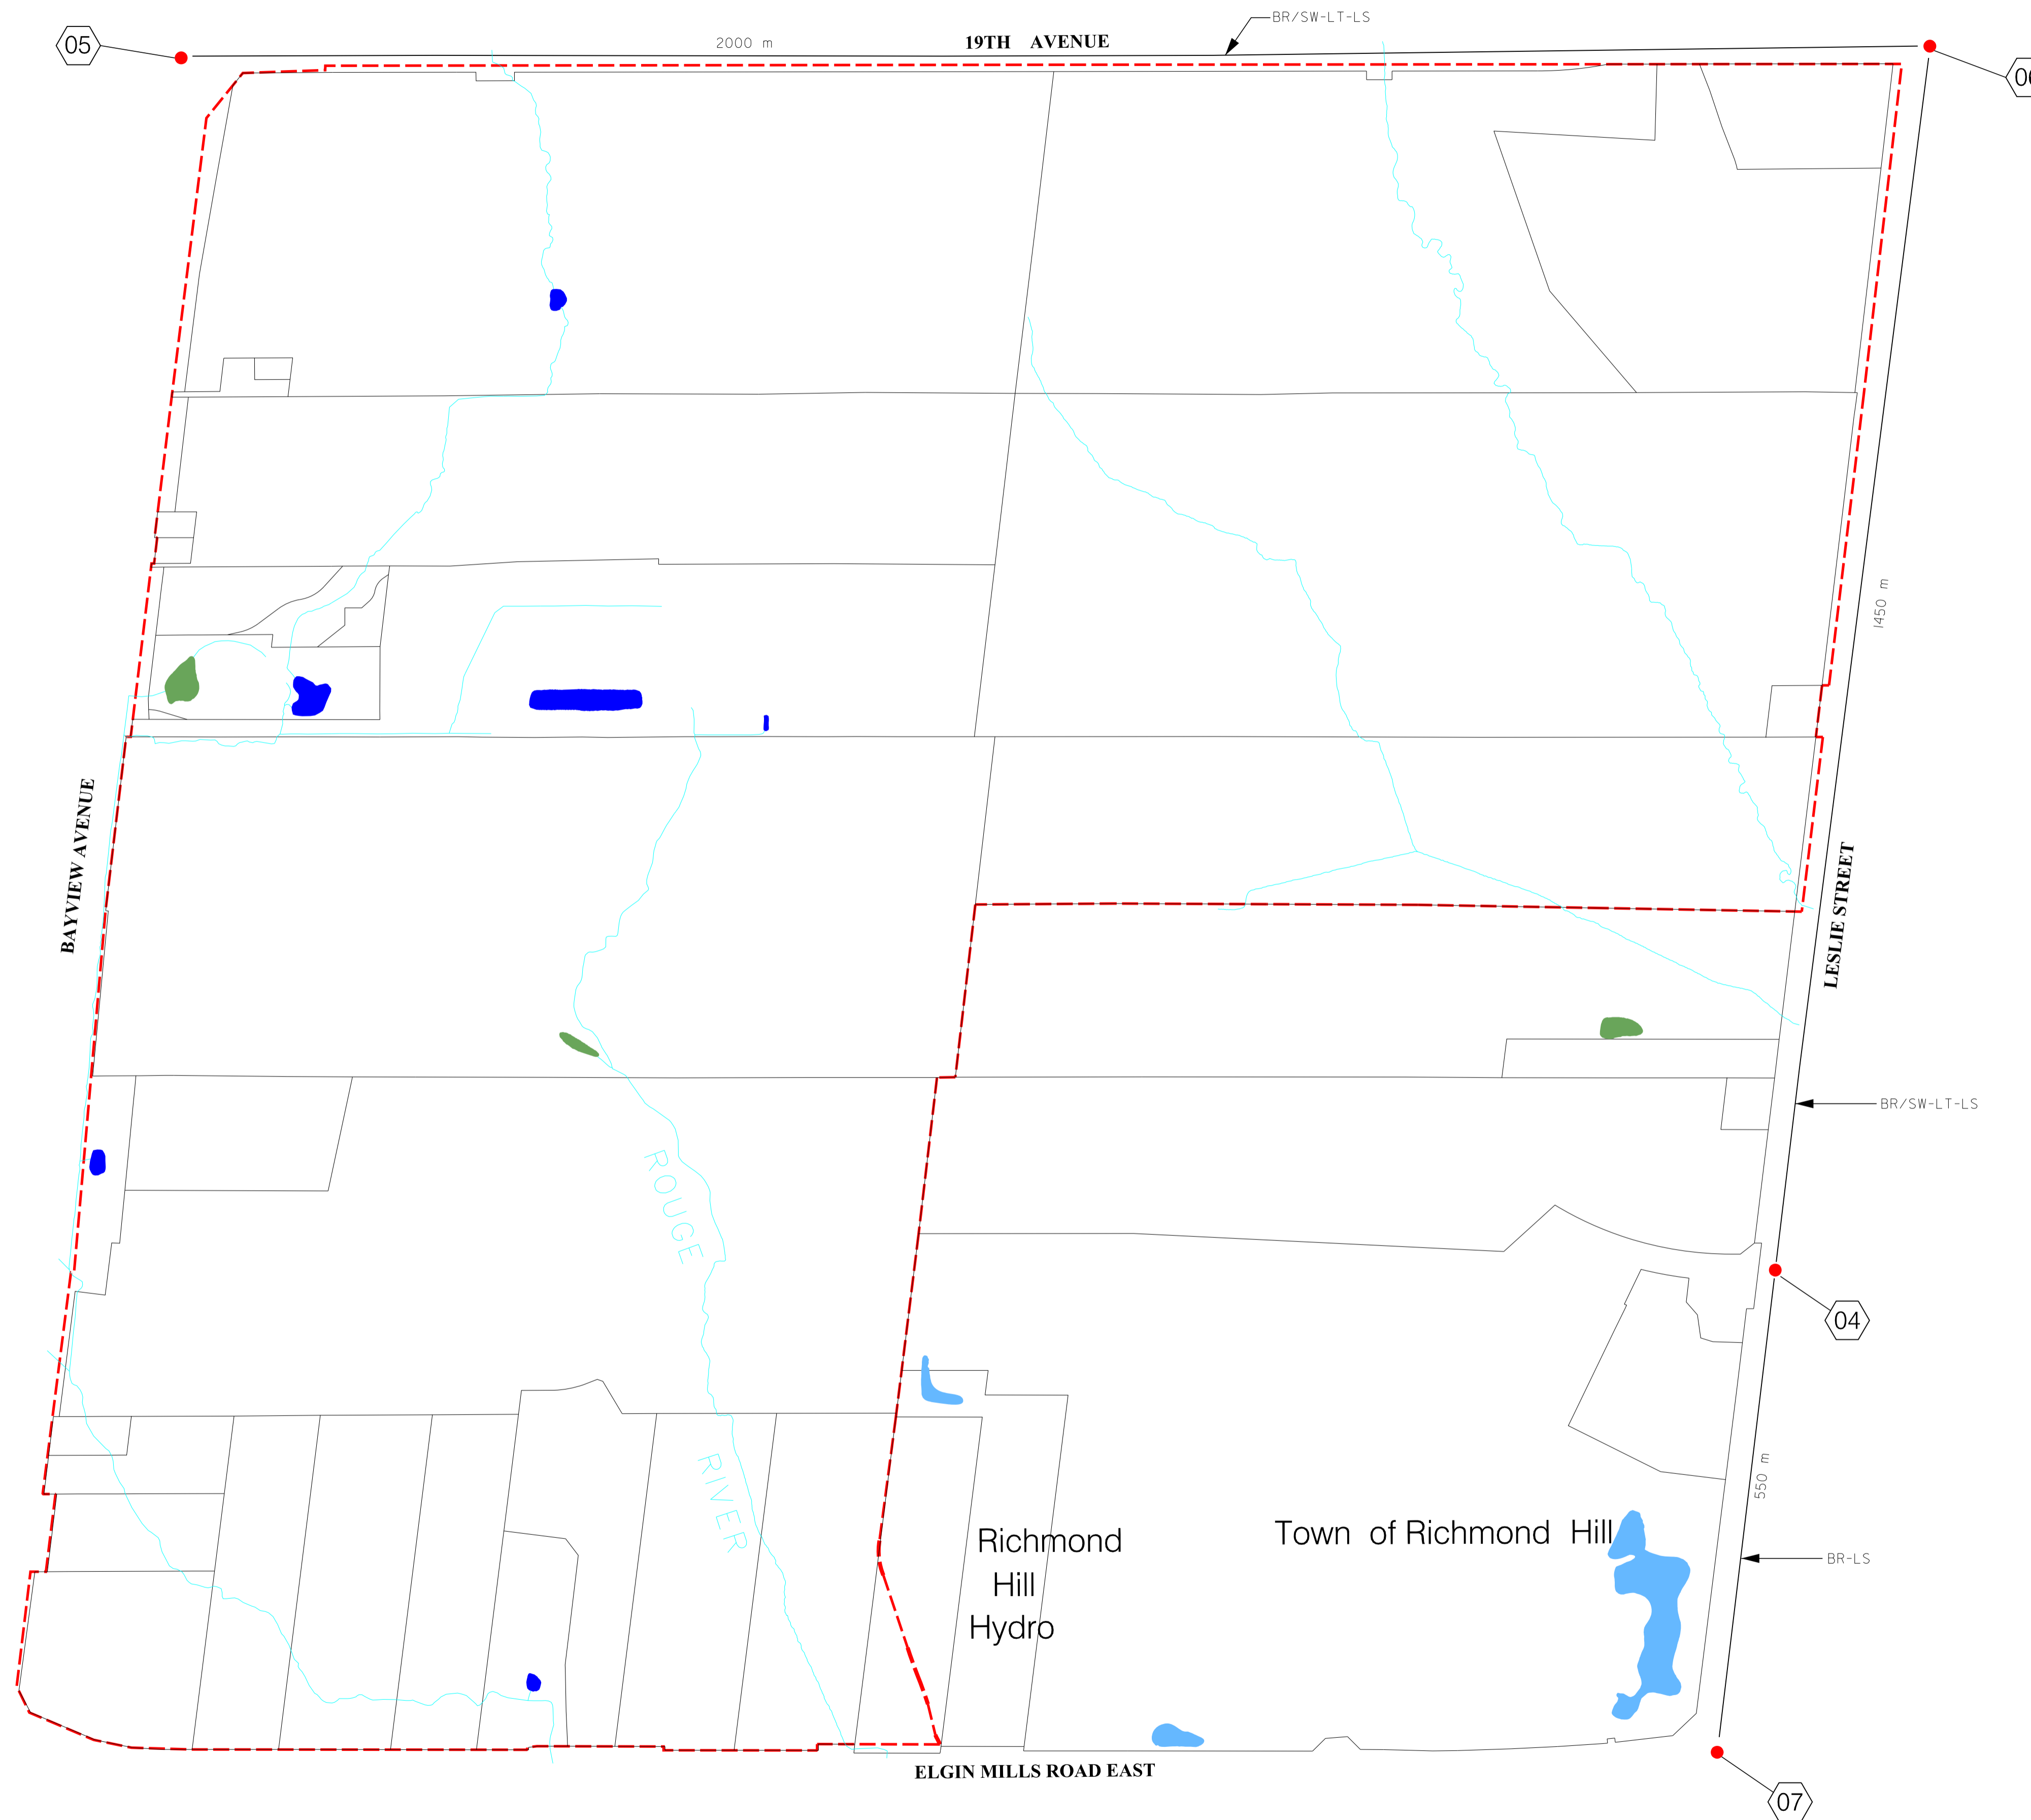 BR/SW-LT-LS
05
2000 m
19TH AVENUE
1450 m
BAYVIEW AVENUE
LESLIE STREET
BR/SW-LT-LS
ROUGE
04
RIVER
550 m
Richmond
Hill
Hydro
Town of Richmond Hill
BR-LS
ELGIN MILLS ROAD EAST
07